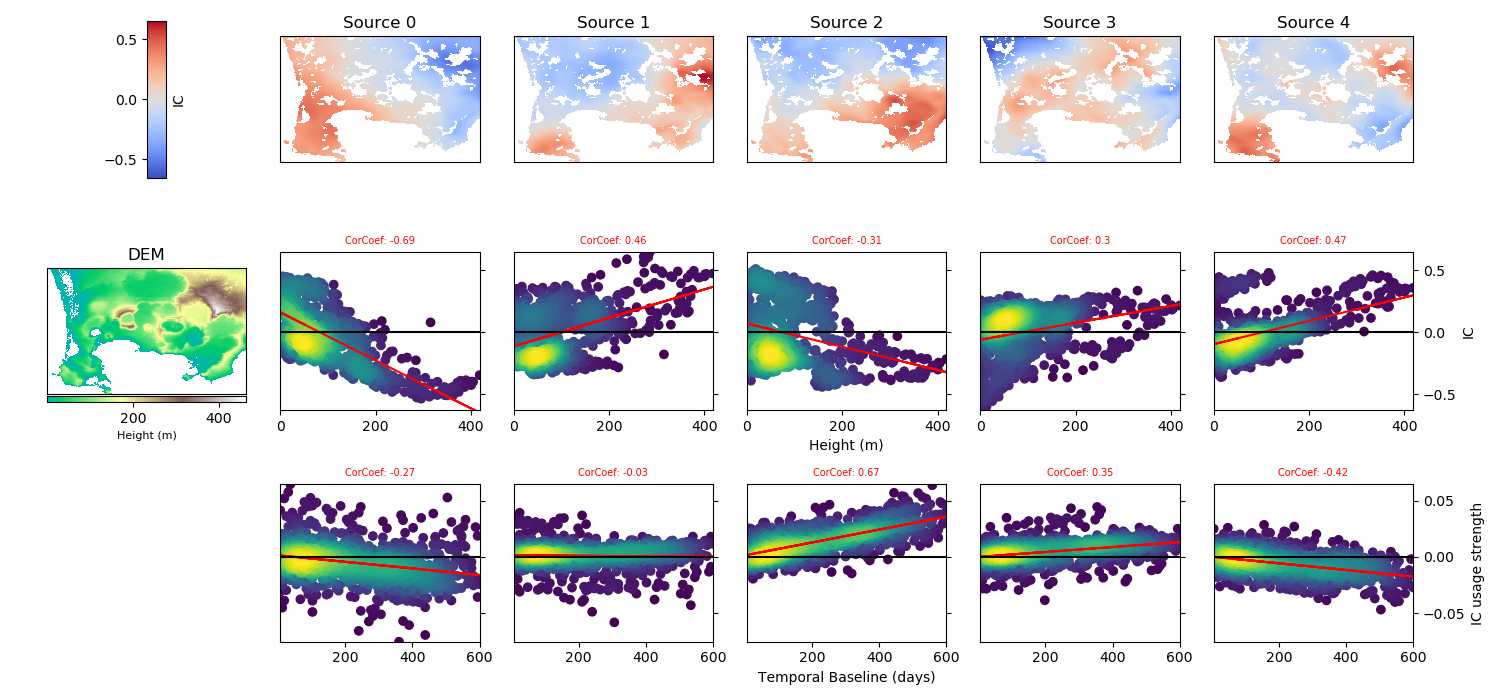 Source 0
Source 1
Source 2
Source 3
Source 4
0.5
0.0
−0.5
IC
DEM
200
400
Height (m)
CorCoef: -0.69
CorCoef: 0.46
CorCoef: -0.31
CorCoef: 0.3
CorCoef: 0.47
0.5
0.0
−0.5
IC
0 200 400
0 200 400
0 200 400
0 200 400
0 200 400
Height (m)
CorCoef: -0.27
CorCoef: -0.03
CorCoef: 0.67
CorCoef: 0.35
CorCoef: -0.42
0.05
0.00
−0.05
IC usage strength
200 400 600
200 400 600
200 400 600
200 400 600
200 400 600
Temporal Baseline (days)